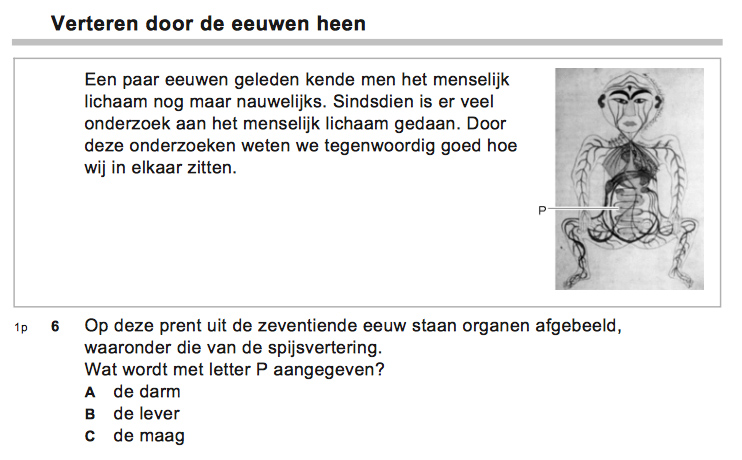 Verteren door de eeuwen heen
Een paar eeuwen geleden kende men het menselijk
lichaam nog maar nauwelijks. Sindsdien is er veel
onderzoek aan het menselijk lichaam gedaan. Door
deze onderzoeken weten we tegenwoordig goed hoe
wij in elkaar zitten.
P
1p 6 Op deze prent uit de zeventiende eeuw staan organen afgebeeld,
waaronder die van de spijsvertering.
Wat wordt met letter P aangegeven?
A de darm
B de lever
C de maag